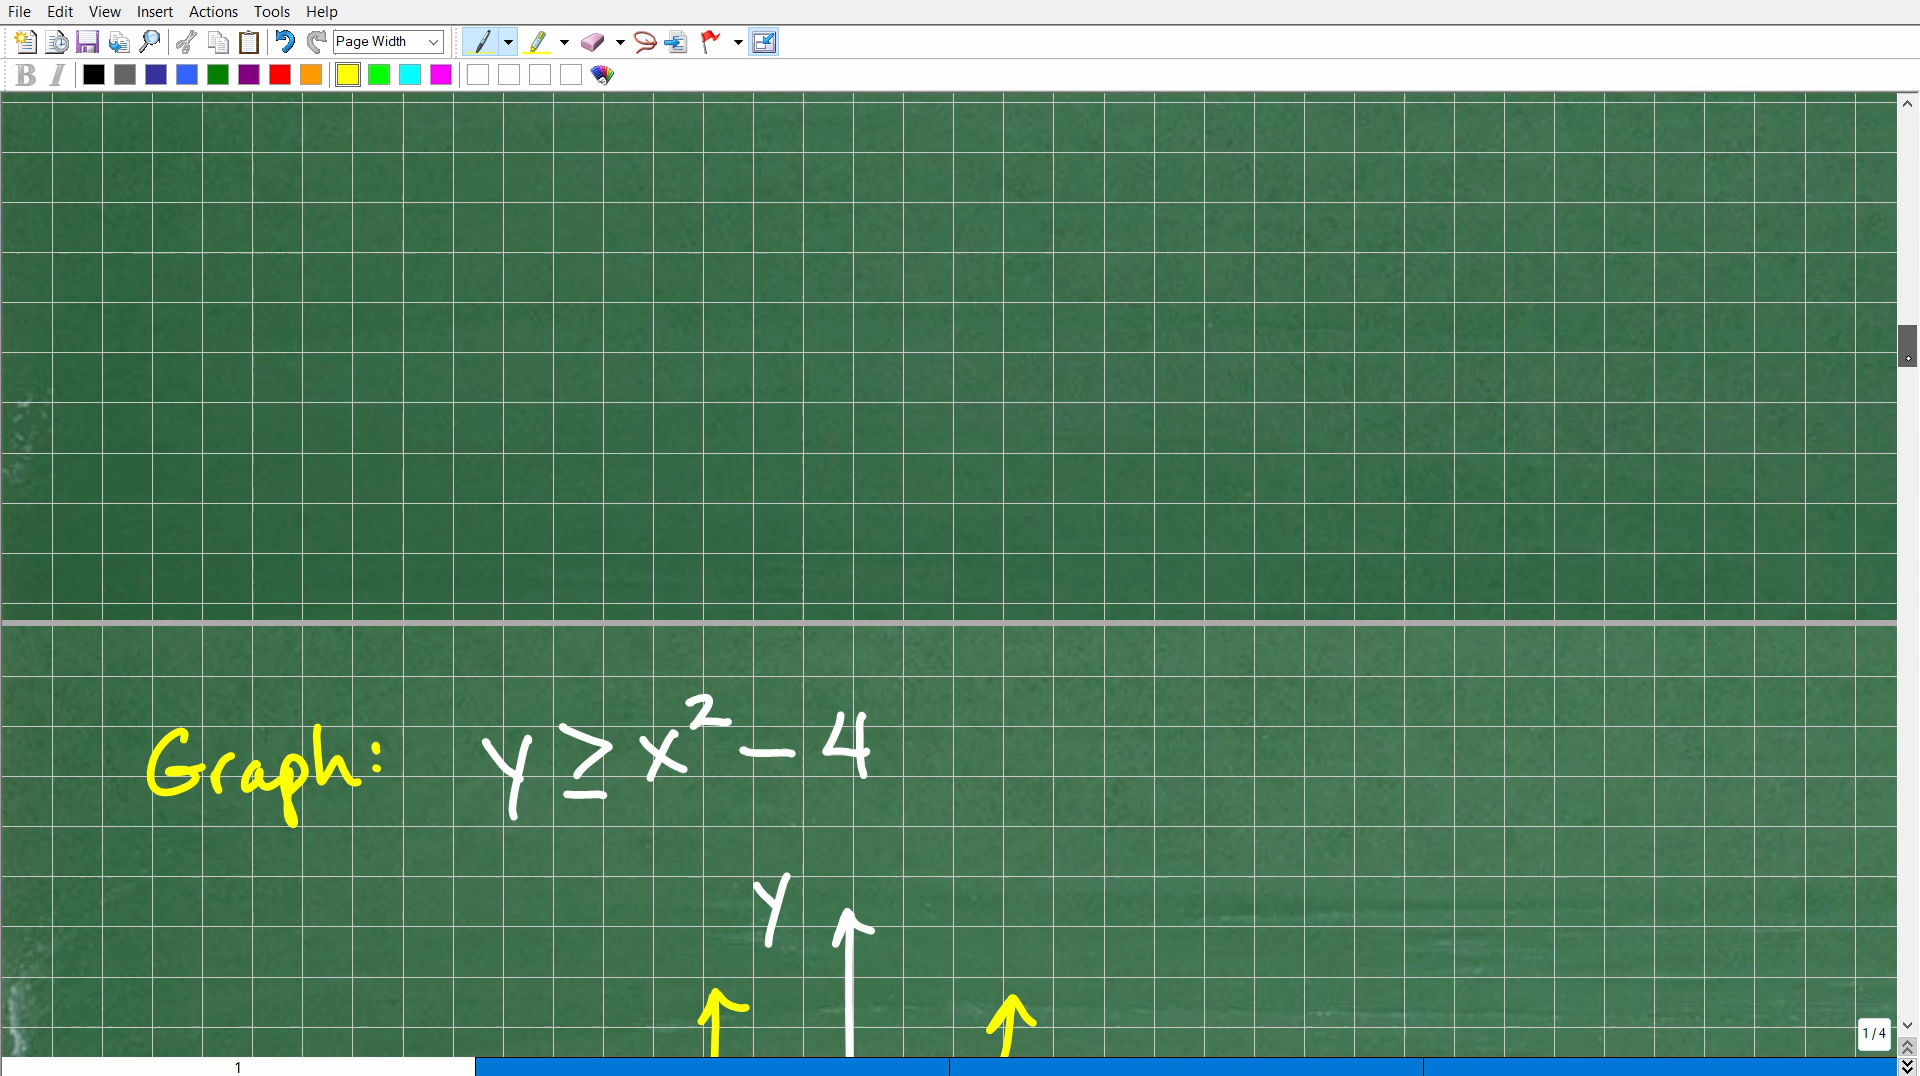 File Edit View Insert Actions Tools Help
Page Width
B I
Graph: y ≥ x² - 4
y
1 / 4
1